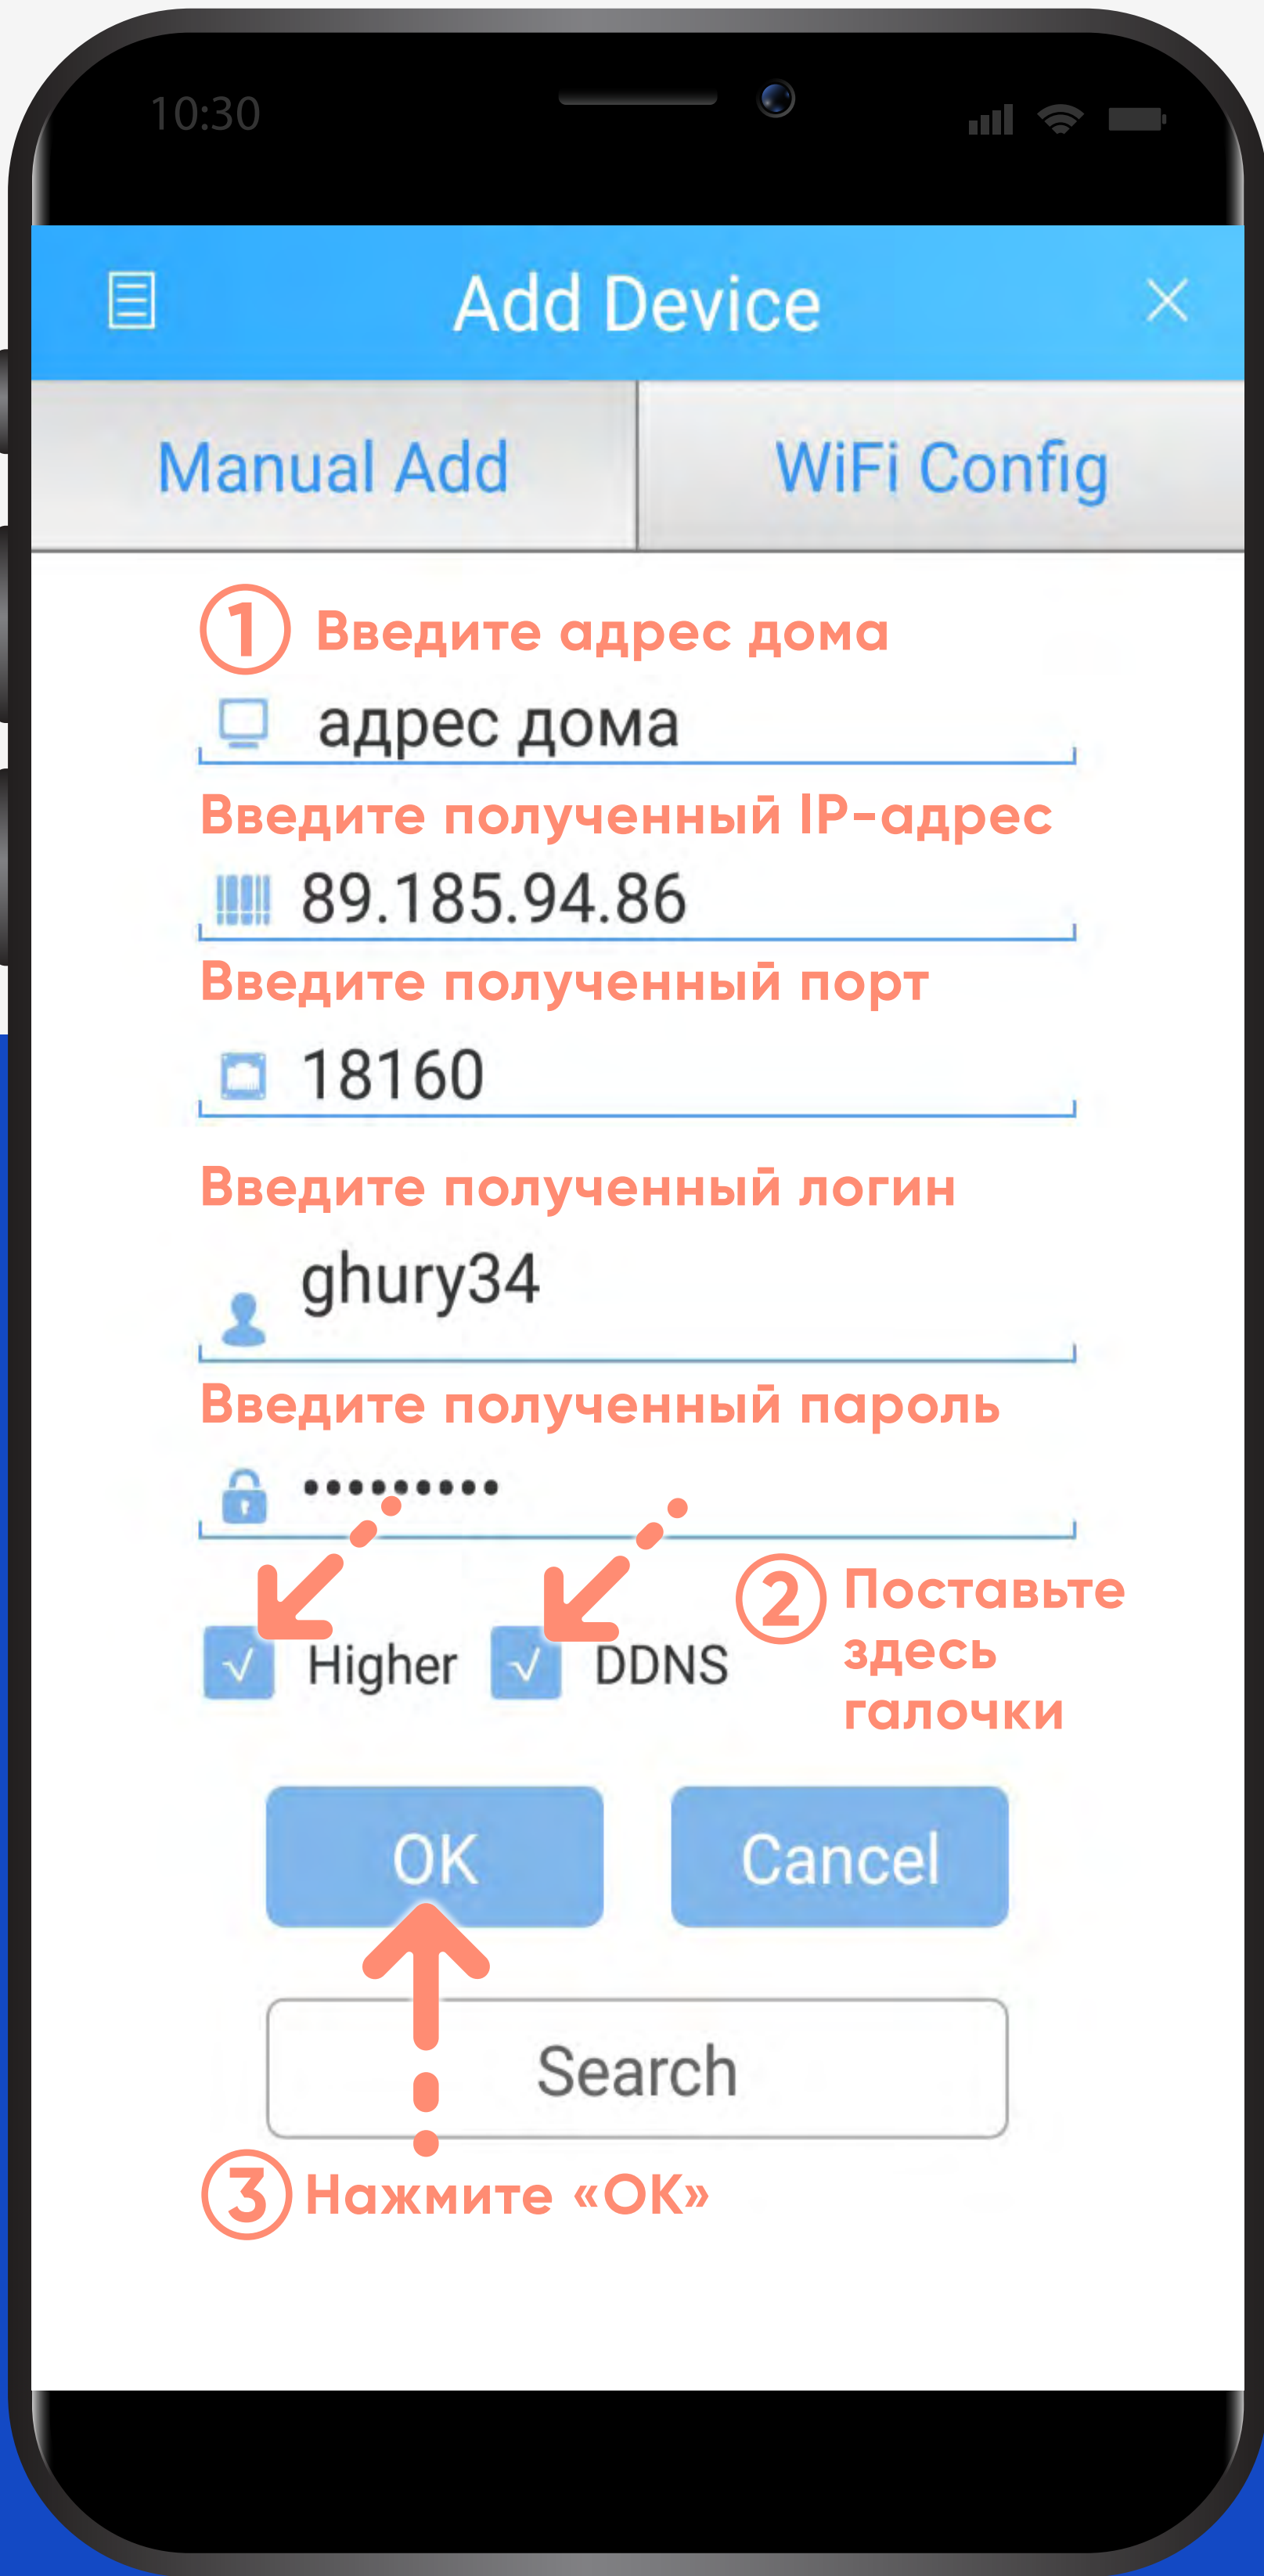 10:30
Add Device
Manual Add
WiFi Config
1 Введите адрес дома
адрес дома
Введите полученный IP-адрес
89.185.94.86
Введите полученный порт
18160
Введите полученный логин
ghury34
Введите полученный пароль
•••••••••
2 Поставьте
здесь
галочки
√ Higher √ DDNS
OK
Cancel
Search
3 Нажмите «ОК»